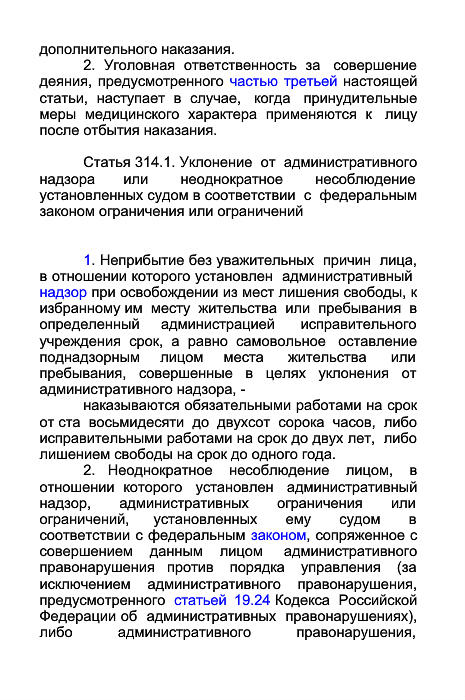 дополнительного наказания.
2. Уголовная ответственность за совершение
деяния, предусмотренного частью третьей настоящей
статьи, наступает в случае, когда принудительные
меры медицинского характера применяются к лицу
после отбытия наказания.
Статья 314.1. Уклонение от административного
надзора или неоднократное несоблюдение
установленных судом в соответствии с федеральным
законом ограничения или ограничений
1. Неприбытие без уважительных причин лица,
в отношении которого установлен административный
надзор при освобождении из мест лишения свободы, к
избранному им месту жительства или пребывания в
определенный администрацией исправительного
учреждения срок, а равно самовольное оставление
поднадзорным лицом места жительства или
пребывания, совершенные в целях уклонения от
административного надзора, -
наказываются обязательными работами на срок
от ста восьмидесяти до двухсот сорока часов, либо
исправительными работами на срок до двух лет, либо
лишением свободы на срок до одного года.
2. Неоднократное несоблюдение лицом, в
отношении которого установлен административный
надзор, административных ограничения или
ограничений, установленных ему судом в
соответствии с федеральным законом, сопряженное с
совершением данным лицом административного
правонарушения против порядка управления (за
исключением административного правонарушения,
предусмотренного статьей 19.24 Кодекса Российской
Федерации об административных правонарушениях),
либо административного правонарушения,